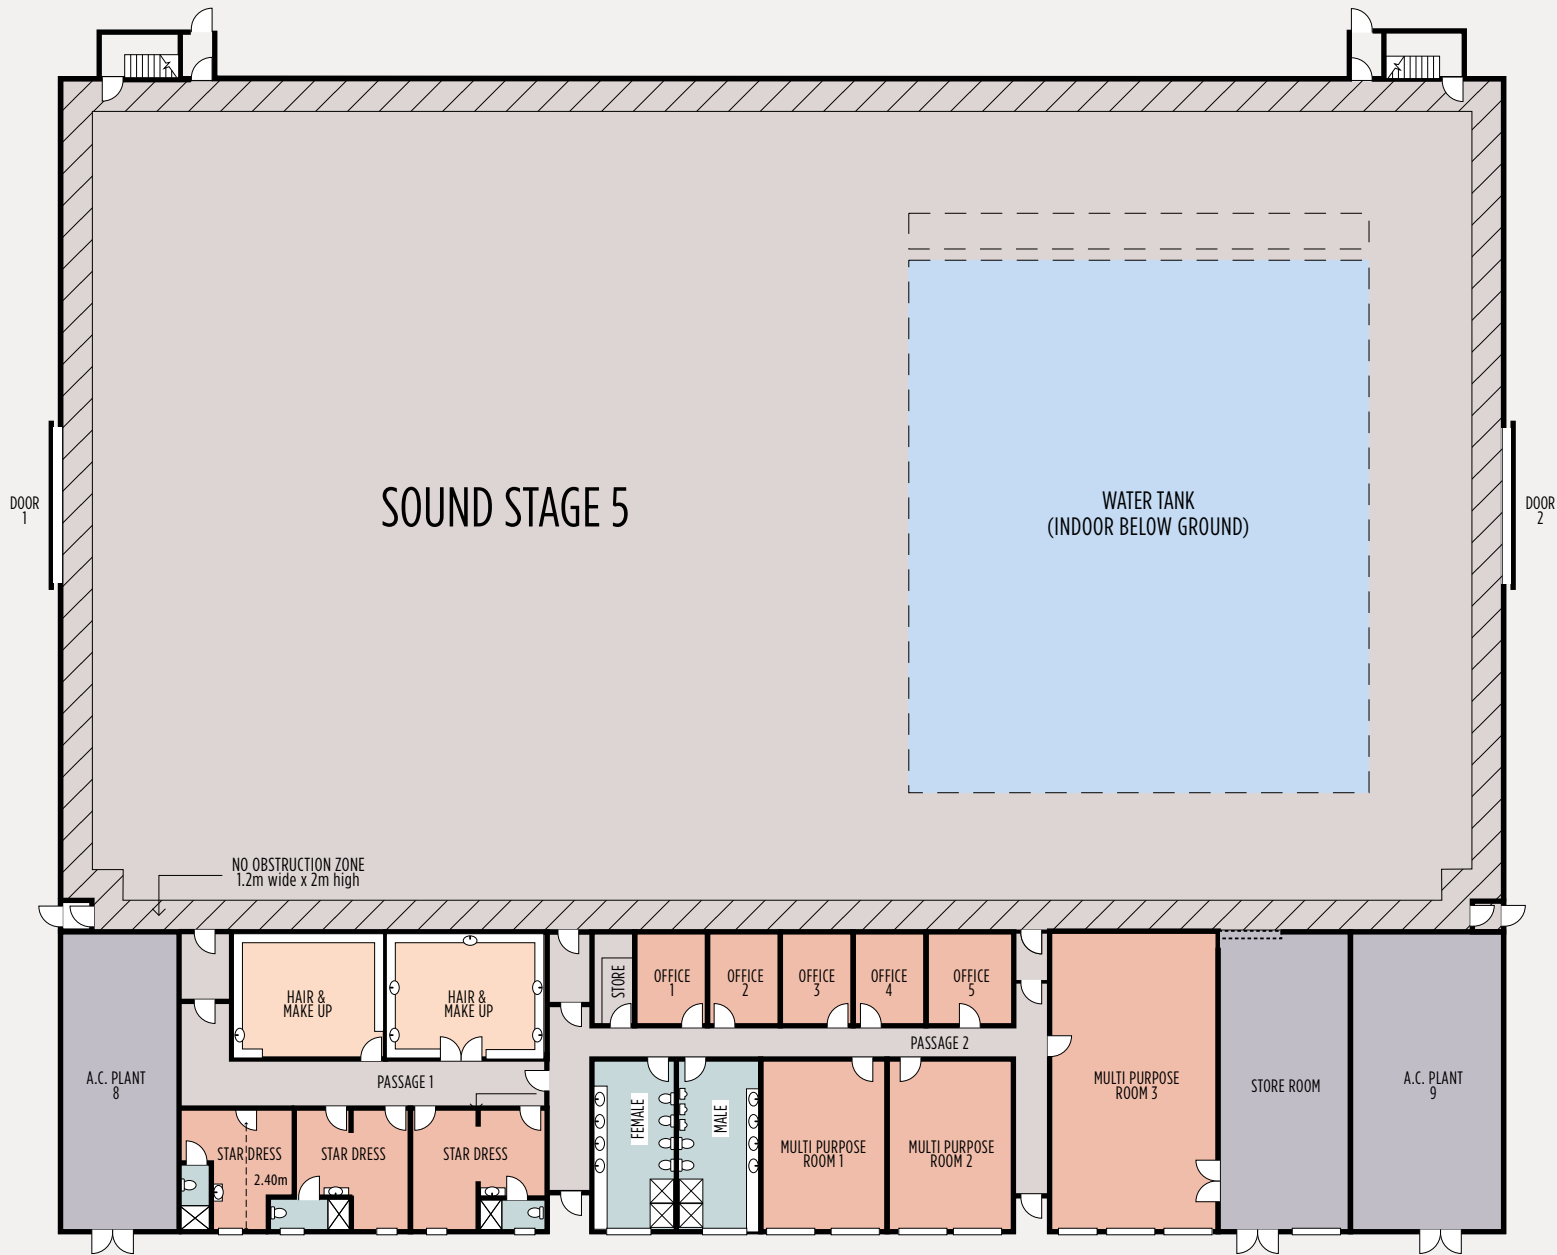 DOOR
1
SOUND STAGE 5
WATER TANK
(INDOOR BELOW GROUND)
DOOR
2
NO OBSTRUCTION ZONE
1.2m wide x 2m high
A.C. PLANT
8
HAIR &
MAKE UP
HAIR &
MAKE UP
STORE
OFFICE
1
OFFICE
2
OFFICE
3
OFFICE
4
OFFICE
5
PASSAGE 1
PASSAGE 2
STAR DRESS
2.40m
STAR DRESS
STAR DRESS
FEMALE
MALE
MULTI PURPOSE
ROOM 1
MULTI PURPOSE
ROOM 2
MULTI PURPOSE
ROOM 3
STORE ROOM
A.C. PLANT
9